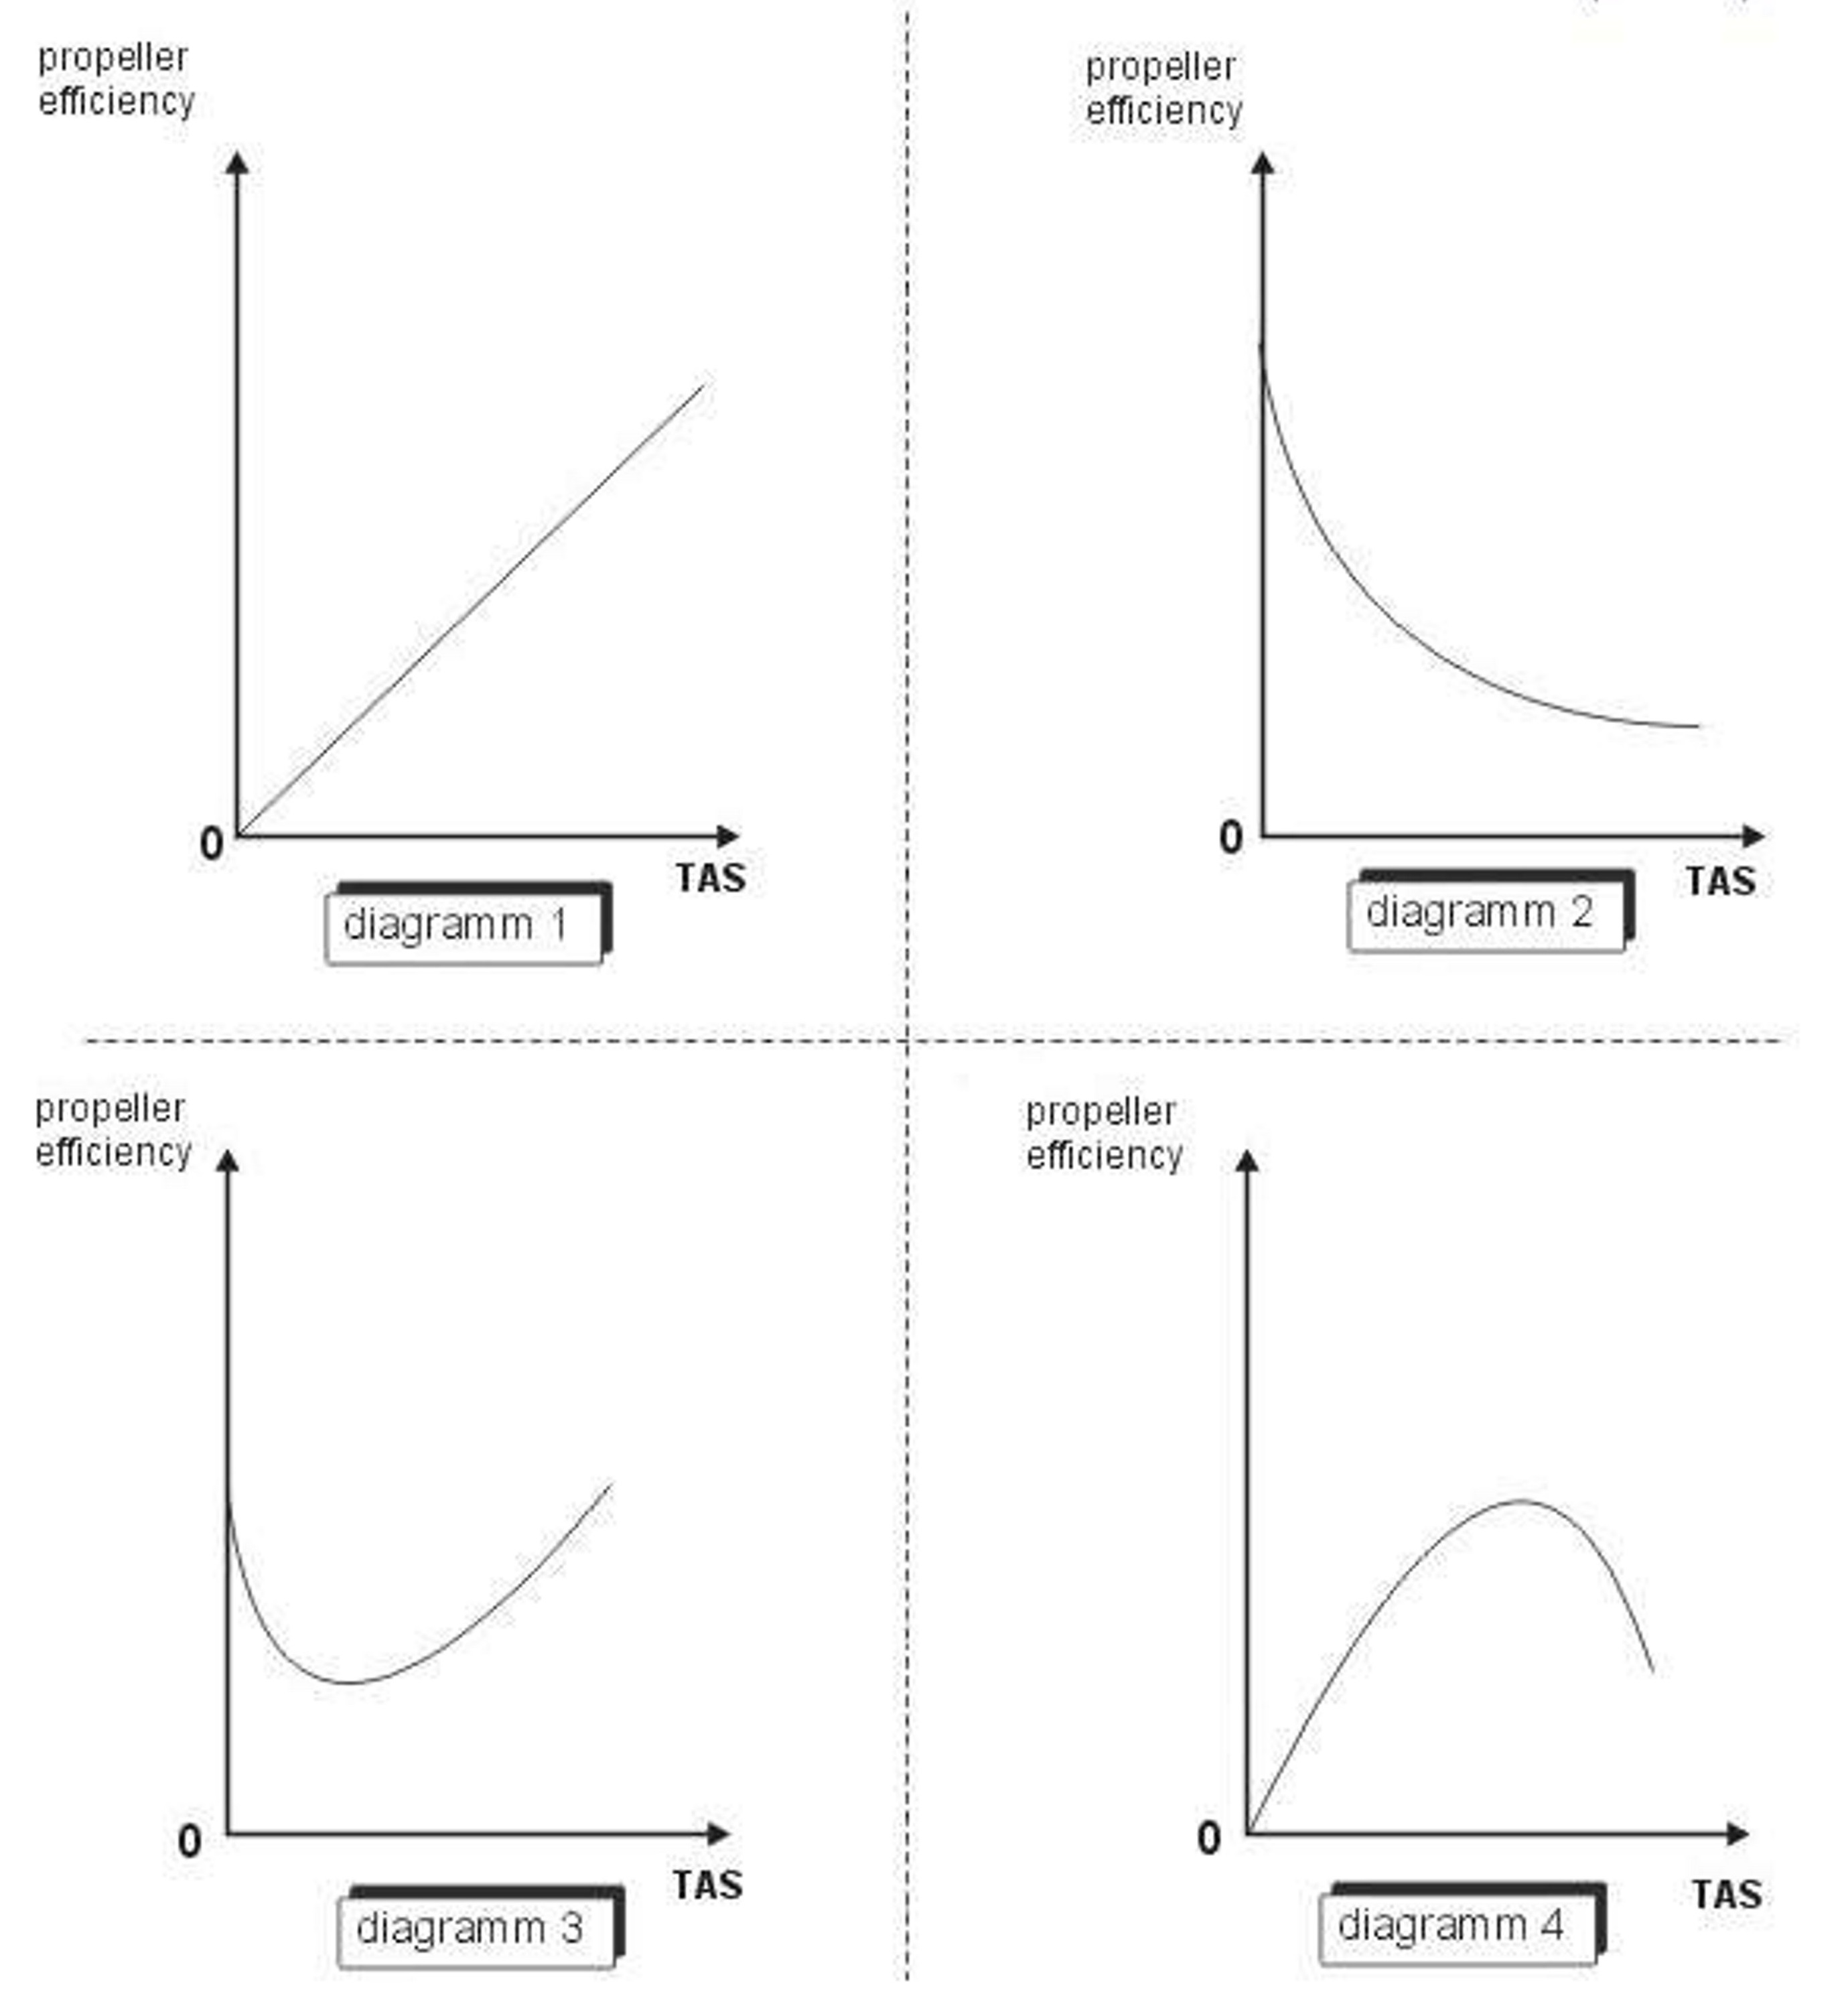 propeller
efficiency
0
TAS
diagramm 1
propeller
efficiency
0
TAS
diagramm 2
propeller
efficiency
0
TAS
diagramm 3
propeller
efficiency
0
TAS
diagramm 4